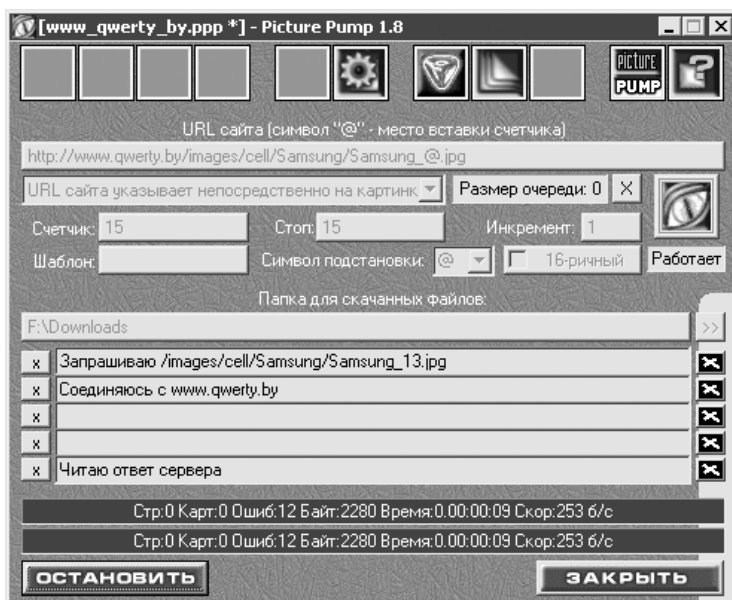 [www_qwerty_by.ppp *] - Picture Pump 1.8
PICTURE PUMP
URL сайта (символ "@" - место вставки счетчика)
http://www.qwerty.by/images/cell/Samsung/Samsung_@.jpg
URL сайта указывает непосредственно на картинк Размер очереди: 0 X
Счетчик: 15 Стоп: 15 Инкремент: 1
Шаблон: Символ подстановки: @ 16-ричный Работает
Папка для скачанных файлов:
F:\Downloads >>
x Запрашиваю /images/cell/Samsung/Samsung_13.jpg
x Соединяюсь с www.qwerty.by
x
x
x Читаю ответ сервера
Стр:0 Карт:0 Ошиб:12 Байт:2280 Время:0.00:00:09 Скор:253 б/с
Стр:0 Карт:0 Ошиб:12 Байт:2280 Время:0.00:00:09 Скор:253 б/с
ОСТАНОВИТЬ ЗАКРЫТЬ